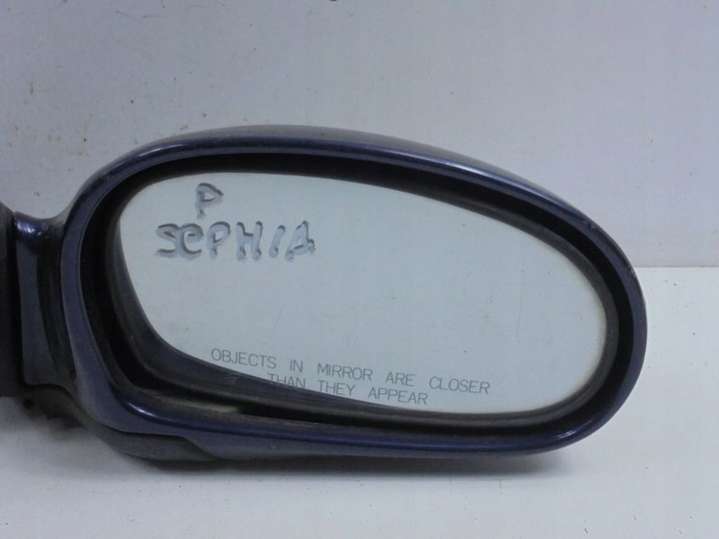 P
SEPHIA
OBJECTS IN MIRROR ARE CLOSER
THAN THEY APPEAR